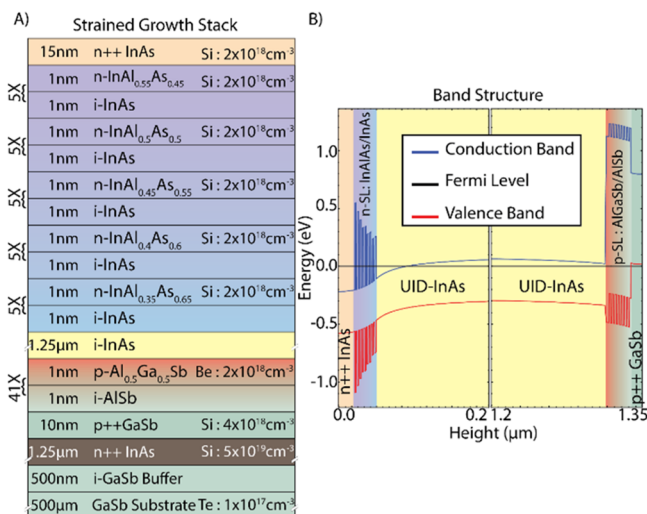 A)
Strained Growth Stack
15nm n++ InAs Si : 2x10¹⁸cm⁻³
5X
1nm n-InAl₀.₅₅As₀.₄₅ Si : 2x10¹⁸cm⁻³
1nm i-InAs
5X
1nm n-InAl₀.₅As₀.₅ Si : 2x10¹⁸cm⁻³
1nm i-InAs
5X
1nm n-InAl₀.₄₅As₀.₅₅ Si : 2x10¹⁸cm⁻³
1nm i-InAs
5X
1nm n-InAl₀.₄As₀.₆ Si : 2x10¹⁸cm⁻³
1nm i-InAs
5X
1nm n-InAl₀.₃₅As₀.₆₅ Si : 2x10¹⁸cm⁻³
1nm i-InAs
1.25μm i-InAs
41X
1nm p-Al₀.₅Ga₀.₅Sb Be : 2x10¹⁸cm⁻³
1nm i-AlSb
10nm p++GaSb Si : 4x10¹⁸cm⁻³
1.25μm n++ InAs Si : 5x10¹⁹cm⁻³
500nm i-GaSb Buffer
500μm GaSb Substrate Te : 1x10¹⁷cm⁻³
B)
Band Structure
Energy (eV)
1.0
0.5
0.0
-0.5
-1.0
n++ InAs
n-SL: InAlAs/InAs
Conduction Band
Fermi Level
Valence Band
UID-InAs
UID-InAs
p-SL : AlGaSb/AlSb
p++ GaSb
0.0 0.2 1.2 1.35
Height (μm)